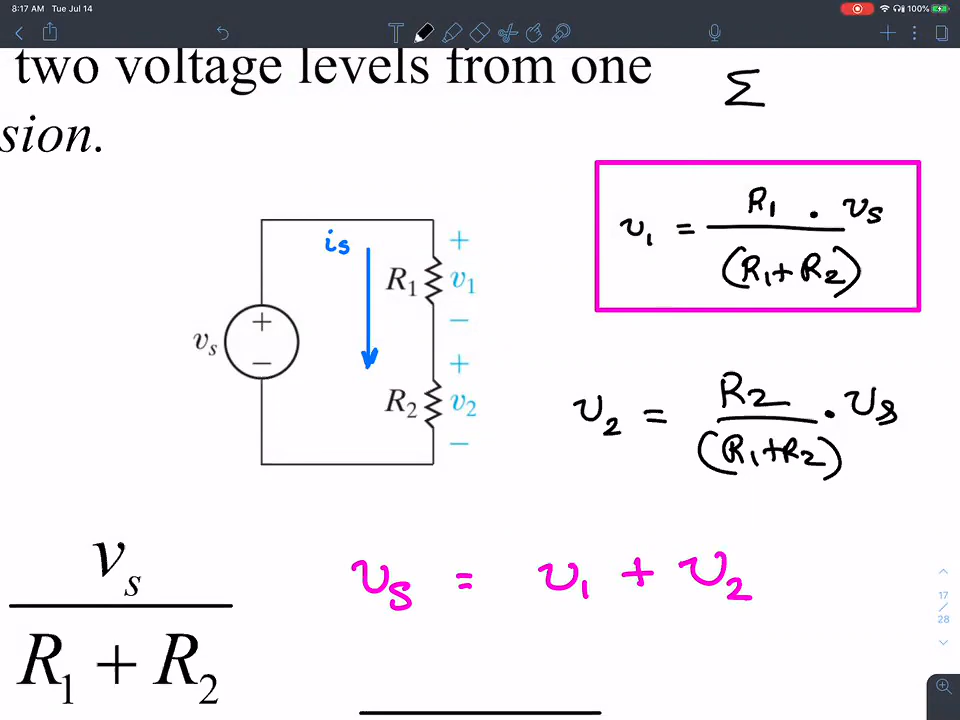 8:17 AM Tue Jul 14
100%
two voltage levels from one
sion.
Σ
v₁ = R₁ · vₛ / (R₁+R₂)
iₛ
+
R₁ v₁
−
vₛ + −
+
R₂ v₂
−
v₂ = R₂ / (R₁+R₂) · vₛ
vₛ / R₁ + R₂
vₛ = v₁ + v₂
17
/
28